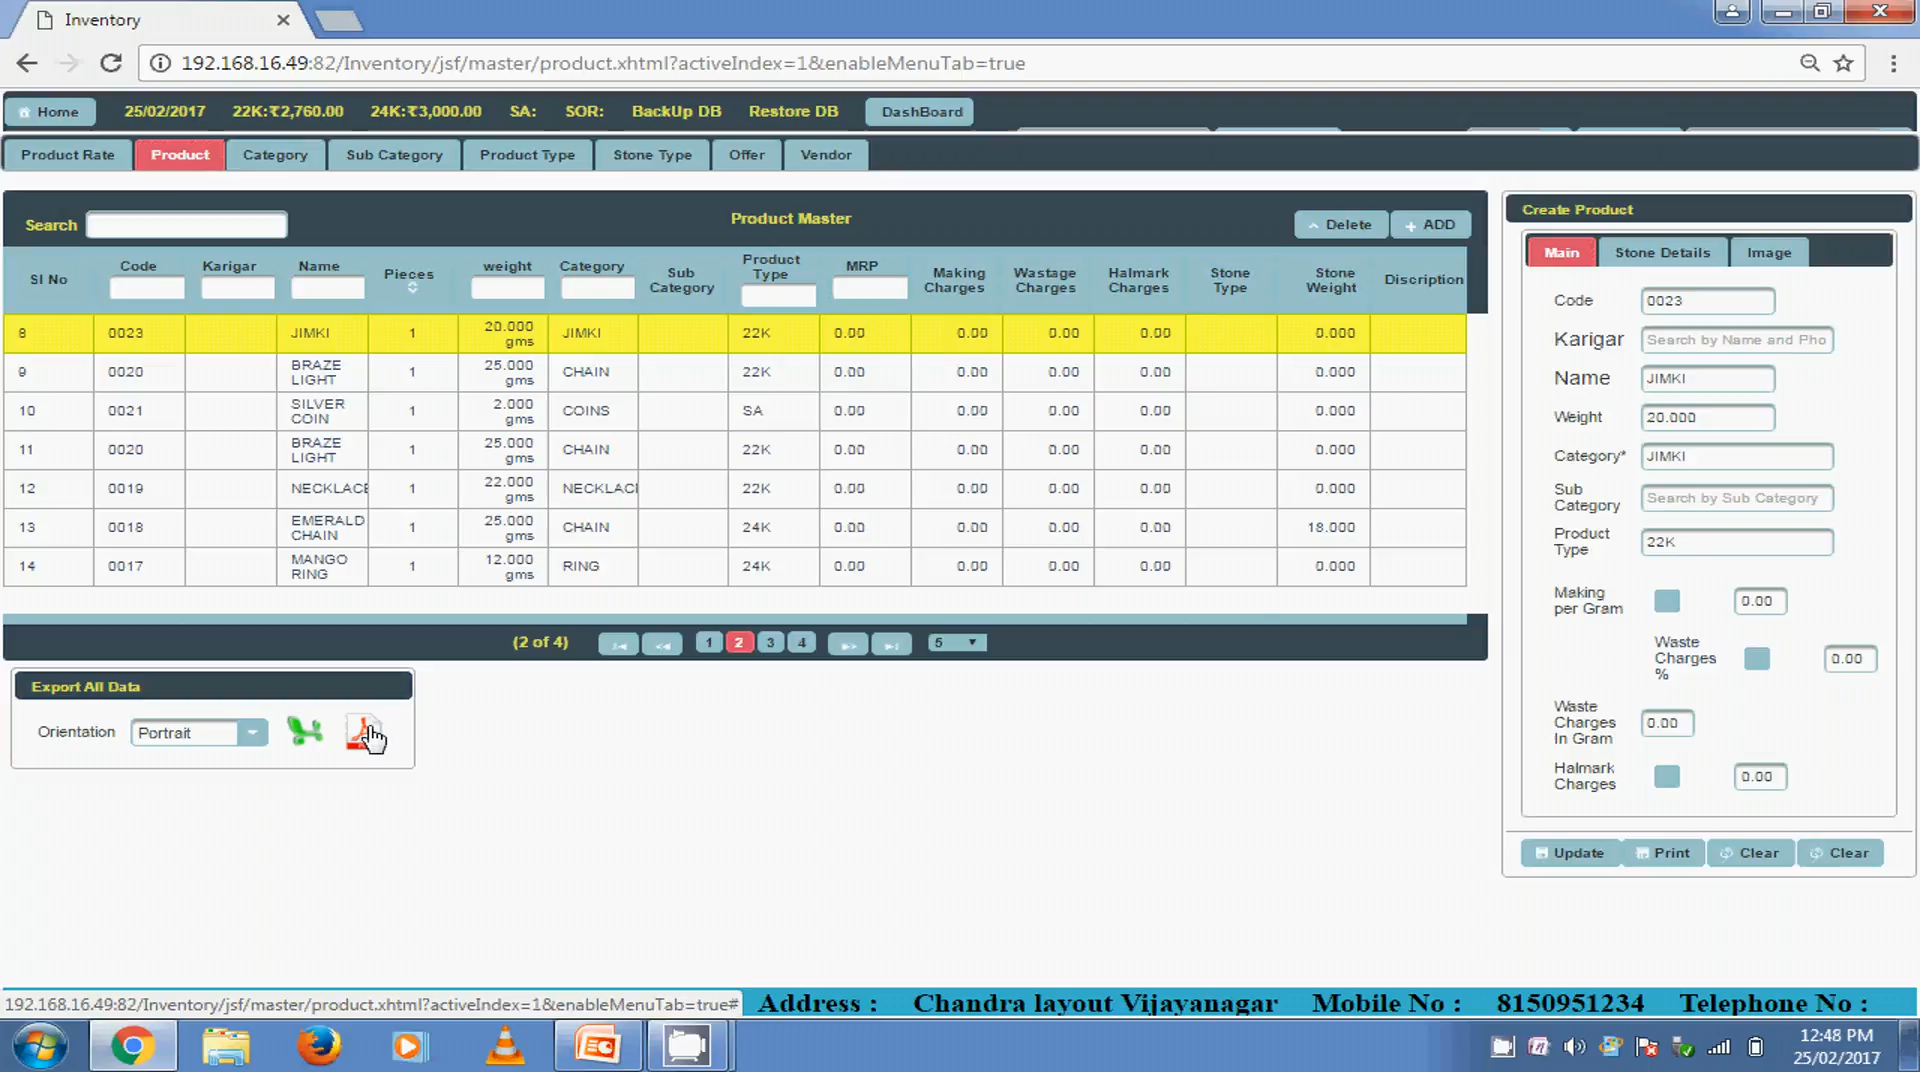 Inventory
192.168.16.49:82/Inventory/jsf/master/product.xhtml?activeIndex=1&enableMenuTab=true
Home 25/02/2017 22K:₹2,760.00 24K:₹3,000.00 SA: SOR: BackUp DB Restore DB DashBoard
Product Rate Product Category Sub Category Product Type Stone Type Offer Vendor
Search Product Master Delete ADD
Sl No Code Karigar Name Pieces weight Category Sub Category Product Type MRP Making Charges Wastage Charges Halmark Charges Stone Type Stone Weight Discription
8 0023 JIMKI 1 20.000 gms JIMKI 22K 0.00 0.00 0.00 0.00 0.000
9 0020 BRAZE LIGHT 1 25.000 gms CHAIN 22K 0.00 0.00 0.00 0.00 0.000
10 0021 SILVER COIN 1 2.000 gms COINS SA 0.00 0.00 0.00 0.00 0.000
11 0020 BRAZE LIGHT 1 25.000 gms CHAIN 22K 0.00 0.00 0.00 0.00 0.000
12 0019 NECKLACE 1 22.000 gms NECKLAC 22K 0.00 0.00 0.00 0.00 0.000
13 0018 EMERALD CHAIN 1 25.000 gms CHAIN 24K 0.00 0.00 0.00 0.00 18.000
14 0017 MANGO RING 1 12.000 gms RING 24K 0.00 0.00 0.00 0.00 0.000
(2 of 4) 1 2 3 4 5
Export All Data
Orientation Portrait
Create Product
Main Stone Details Image
Code 0023
Karigar Search by Name and Pho
Name JIMKI
Weight 20.000
Category* JIMKI
Sub Category Search by Sub Category
Product Type 22K
Making per Gram 0.00
Waste Charges % 0.00
Waste Charges In Gram 0.00
Halmark Charges 0.00
Update Print Clear Clear
192.168.16.49:82/Inventory/jsf/master/product.xhtml?activeIndex=1&enableMenuTab=true#
Address : Chandra layout Vijayanagar Mobile No : 8150951234 Telephone No :
12:48 PM
25/02/2017